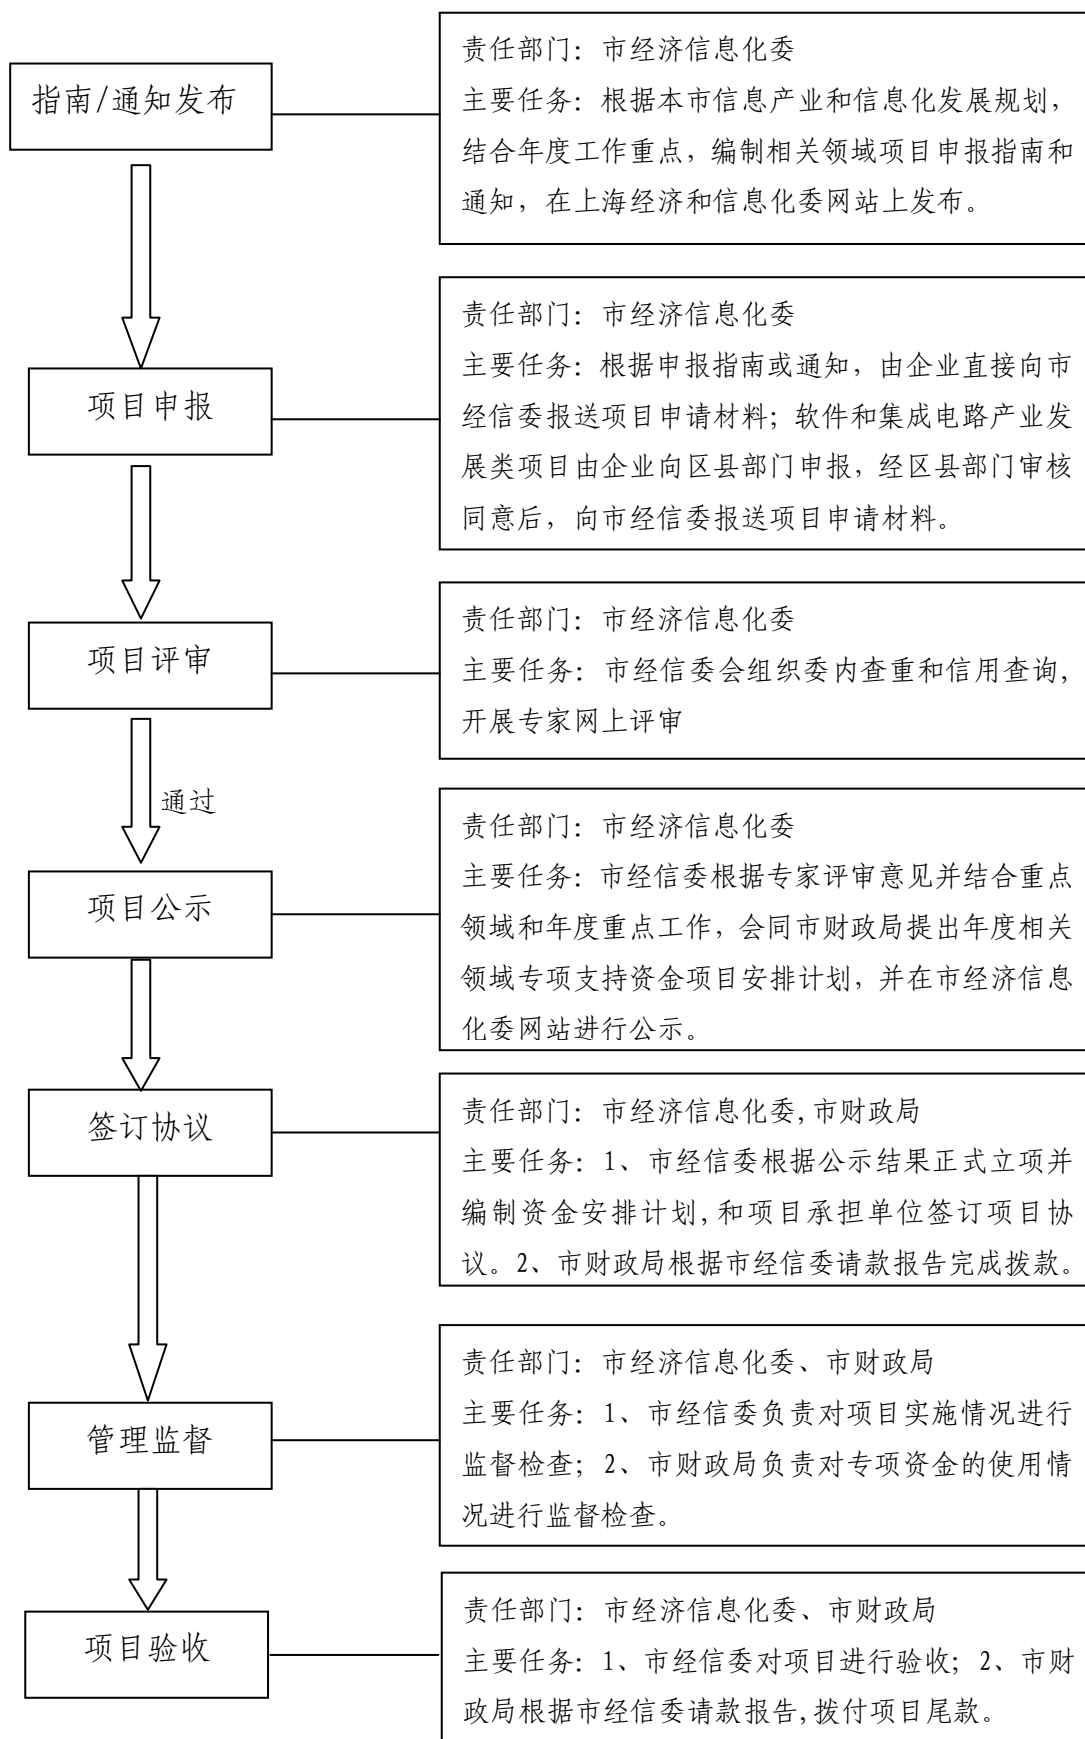 指南/通知发布
责任部门：市经济信息化委
主要任务：根据本市信息产业和信息化发展规划，
结合年度工作重点，编制相关领域项目申报指南和
通知，在上海经济和信息化委网站上发布。
项目申报
责任部门：市经济信息化委
主要任务：根据申报指南或通知，由企业直接向市
经信委报送项目申请材料；软件和集成电路产业发
展类项目由企业向区县部门申报，经区县部门审核
同意后，向市经信委报送项目申请材料。
项目评审
责任部门：市经济信息化委
主要任务：市经信委会组织委内查重和信用查询，
开展专家网上评审
通过
项目公示
责任部门：市经济信息化委
主要任务：市经信委根据专家评审意见并结合重点
领域和年度重点工作，会同市财政局提出年度相关
领域专项支持资金项目安排计划，并在市经济信息
化委网站进行公示。
签订协议
责任部门：市经济信息化委,市财政局
主要任务：1、市经信委根据公示结果正式立项并
编制资金安排计划,和项目承担单位签订项目协
议。2、市财政局根据市经信委请款报告完成拨款。
管理监督
责任部门：市经济信息化委、市财政局
主要任务：1、市经信委负责对项目实施情况进行
监督检查；2、市财政局负责对专项资金的使用情
况进行监督检查。
项目验收
责任部门：市经济信息化委、市财政局
主要任务：1、市经信委对项目进行验收；2、市财
政局根据市经信委请款报告,拨付项目尾款。